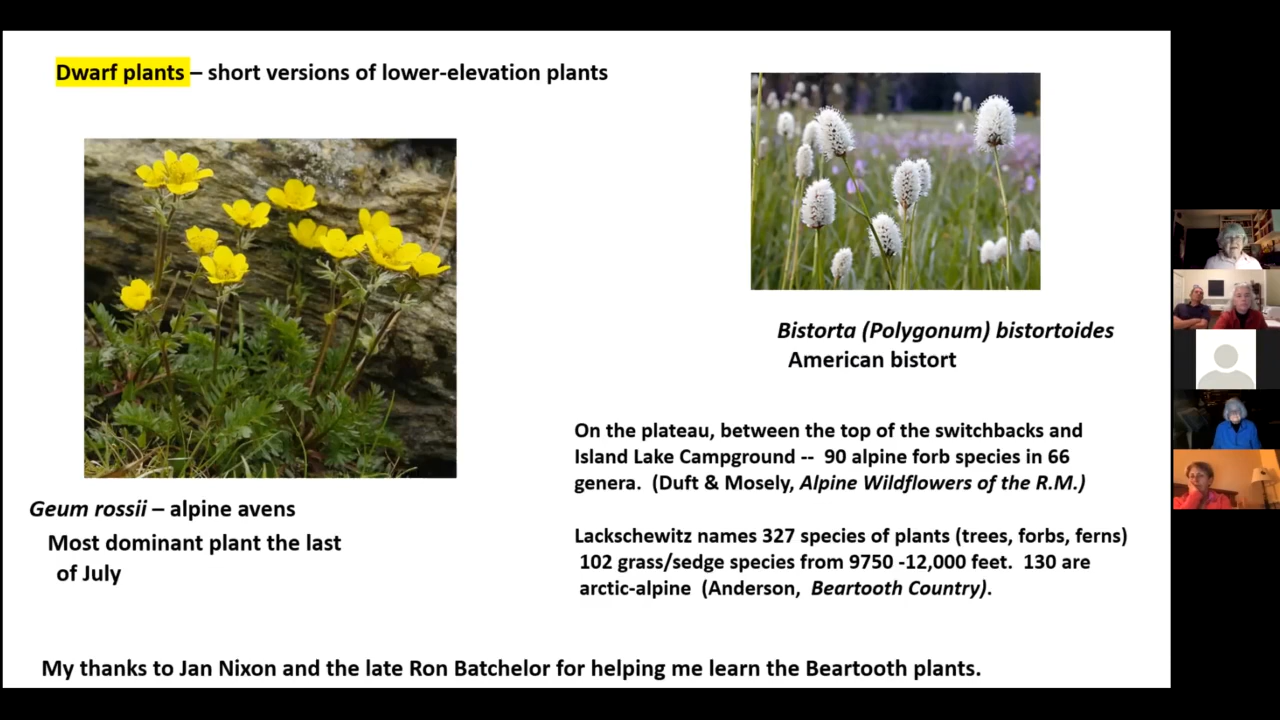 Dwarf plants – short versions of lower-elevation plants
Bistorta (Polygonum) bistortoides
American bistort
On the plateau, between the top of the switchbacks and
Island Lake Campground -- 90 alpine forb species in 66
genera. (Duft & Mosely, Alpine Wildflowers of the R.M.)
Geum rossii – alpine avens
Most dominant plant the last
of July
Lackschewitz names 327 species of plants (trees, forbs, ferns)
102 grass/sedge species from 9750 -12,000 feet. 130 are
arctic-alpine (Anderson, Beartooth Country).
My thanks to Jan Nixon and the late Ron Batchelor for helping me learn the Beartooth plants.